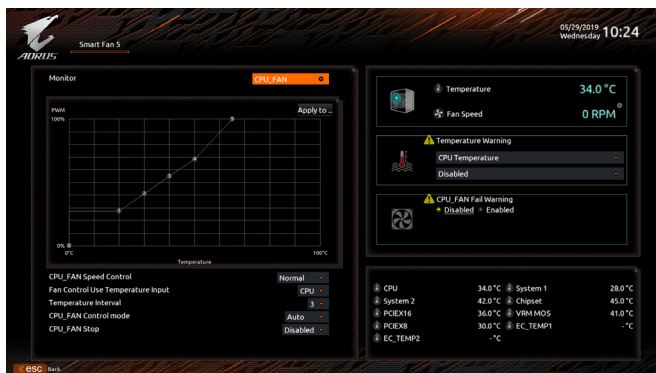 05/29/2019
Wednesday 10:24
AORUS
Smart Fan 5
Monitor
CPU_FAN
PWM
100%
Apply to ...
0%
0°C
100°C
Temperature
CPU_FAN Speed Control Normal
Fan Control Use Temperature Input CPU
Temperature Interval 3
CPU_FAN Control mode Auto
CPU_FAN Stop Disabled
Temperature 34.0 °C
Fan Speed 0 RPM
Temperature Warning
CPU Temperature
Disabled
CPU_FAN Fail Warning
Disabled Enabled
CPU 34.0°C System 1 28.0°C
System 2 42.0°C Chipset 45.0°C
PCIEX16 36.0°C VRM MOS 41.0°C
PCIEX8 30.0°C EC_TEMP1 -°C
EC_TEMP2 -°C
esc Back